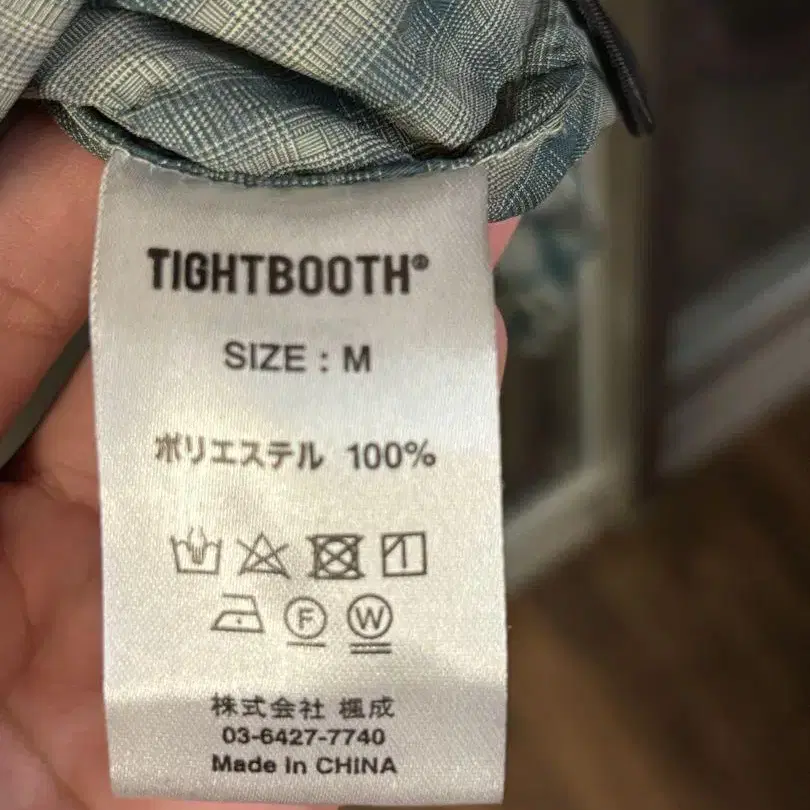 TIGHTBOOTH®
SIZE : M
ポリエステル 100%
F W
株式会社 楓成
03-6427-7740
Made in CHINA